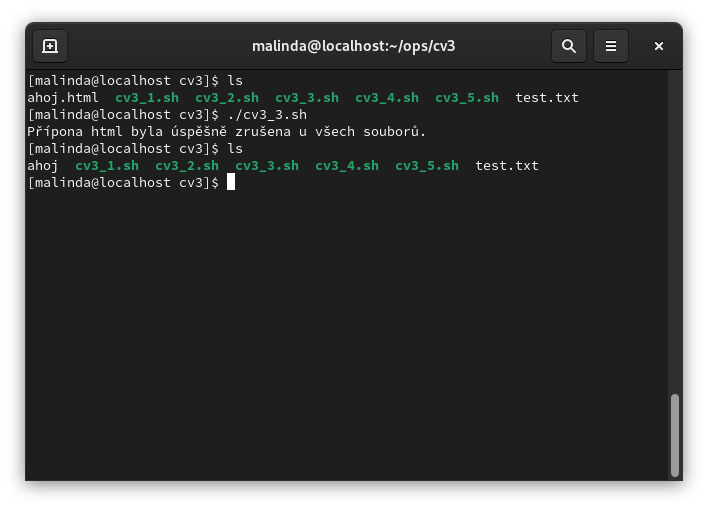 malinda@localhost:~/ops/cv3
[malinda@localhost cv3]$ ls
ahoj.html  cv3_1.sh  cv3_2.sh  cv3_3.sh  cv3_4.sh  cv3_5.sh  test.txt
[malinda@localhost cv3]$ ./cv3_3.sh
Přípona html byla úspěšně zrušena u všech souborů.
[malinda@localhost cv3]$ ls
ahoj  cv3_1.sh  cv3_2.sh  cv3_3.sh  cv3_4.sh  cv3_5.sh  test.txt
[malinda@localhost cv3]$